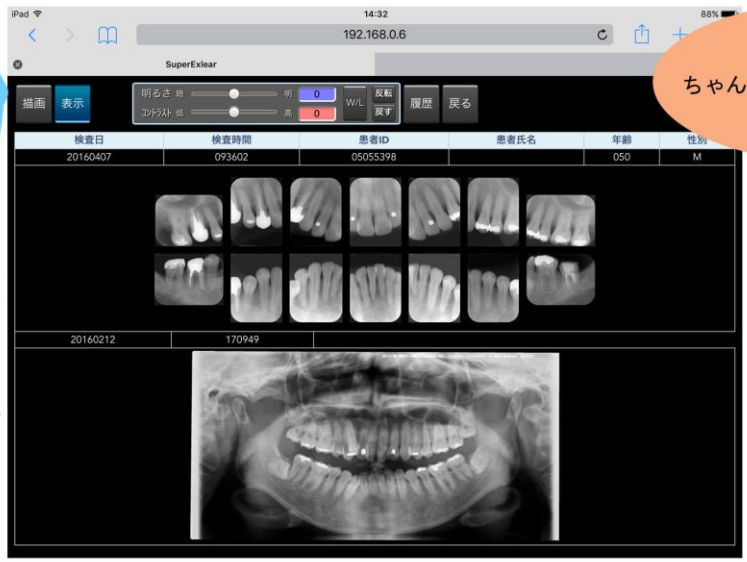 iPad 14:32 88%
192.168.0.6
SuperExlear
ちゃん
描画 表示 明るさ 暗 明 0 W/L 反転 履歴 戻る
コントラスト 低 高 0 戻す
検査日 検査時間 患者ID 患者氏名 年齢 性別
20160407 093602 05055398 050 M
20160212 170949